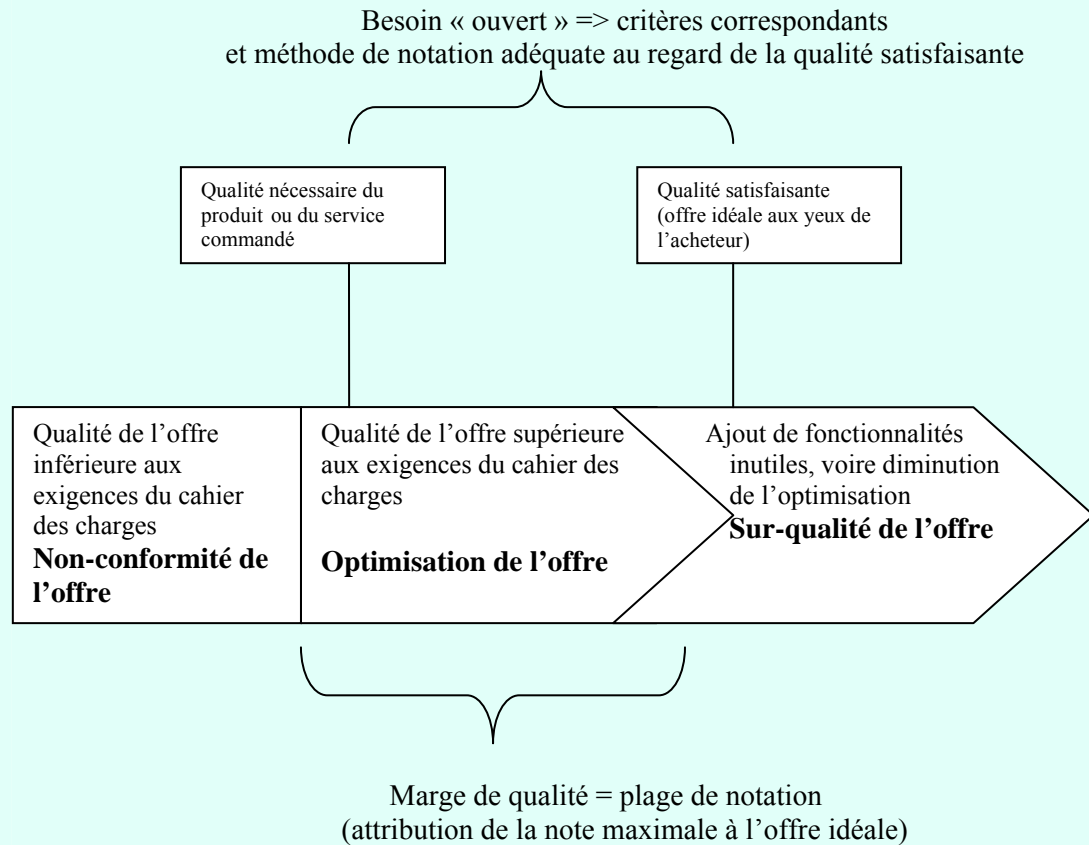 Besoin « ouvert » => critères correspondants
et méthode de notation adéquate au regard de la qualité satisfaisante
Qualité nécessaire du
produit ou du service
commandé
Qualité satisfaisante
(offre idéale aux yeux de
l’acheteur)
Qualité de l’offre
inférieure aux
exigences du cahier
des charges
Non-conformité de
l’offre
Qualité de l’offre supérieure
aux exigences du cahier des
charges
Optimisation de l’offre
Ajout de fonctionnalités
inutiles, voire diminution
de l’optimisation
Sur-qualité de l’offre
Marge de qualité = plage de notation
(attribution de la note maximale à l’offre idéale)